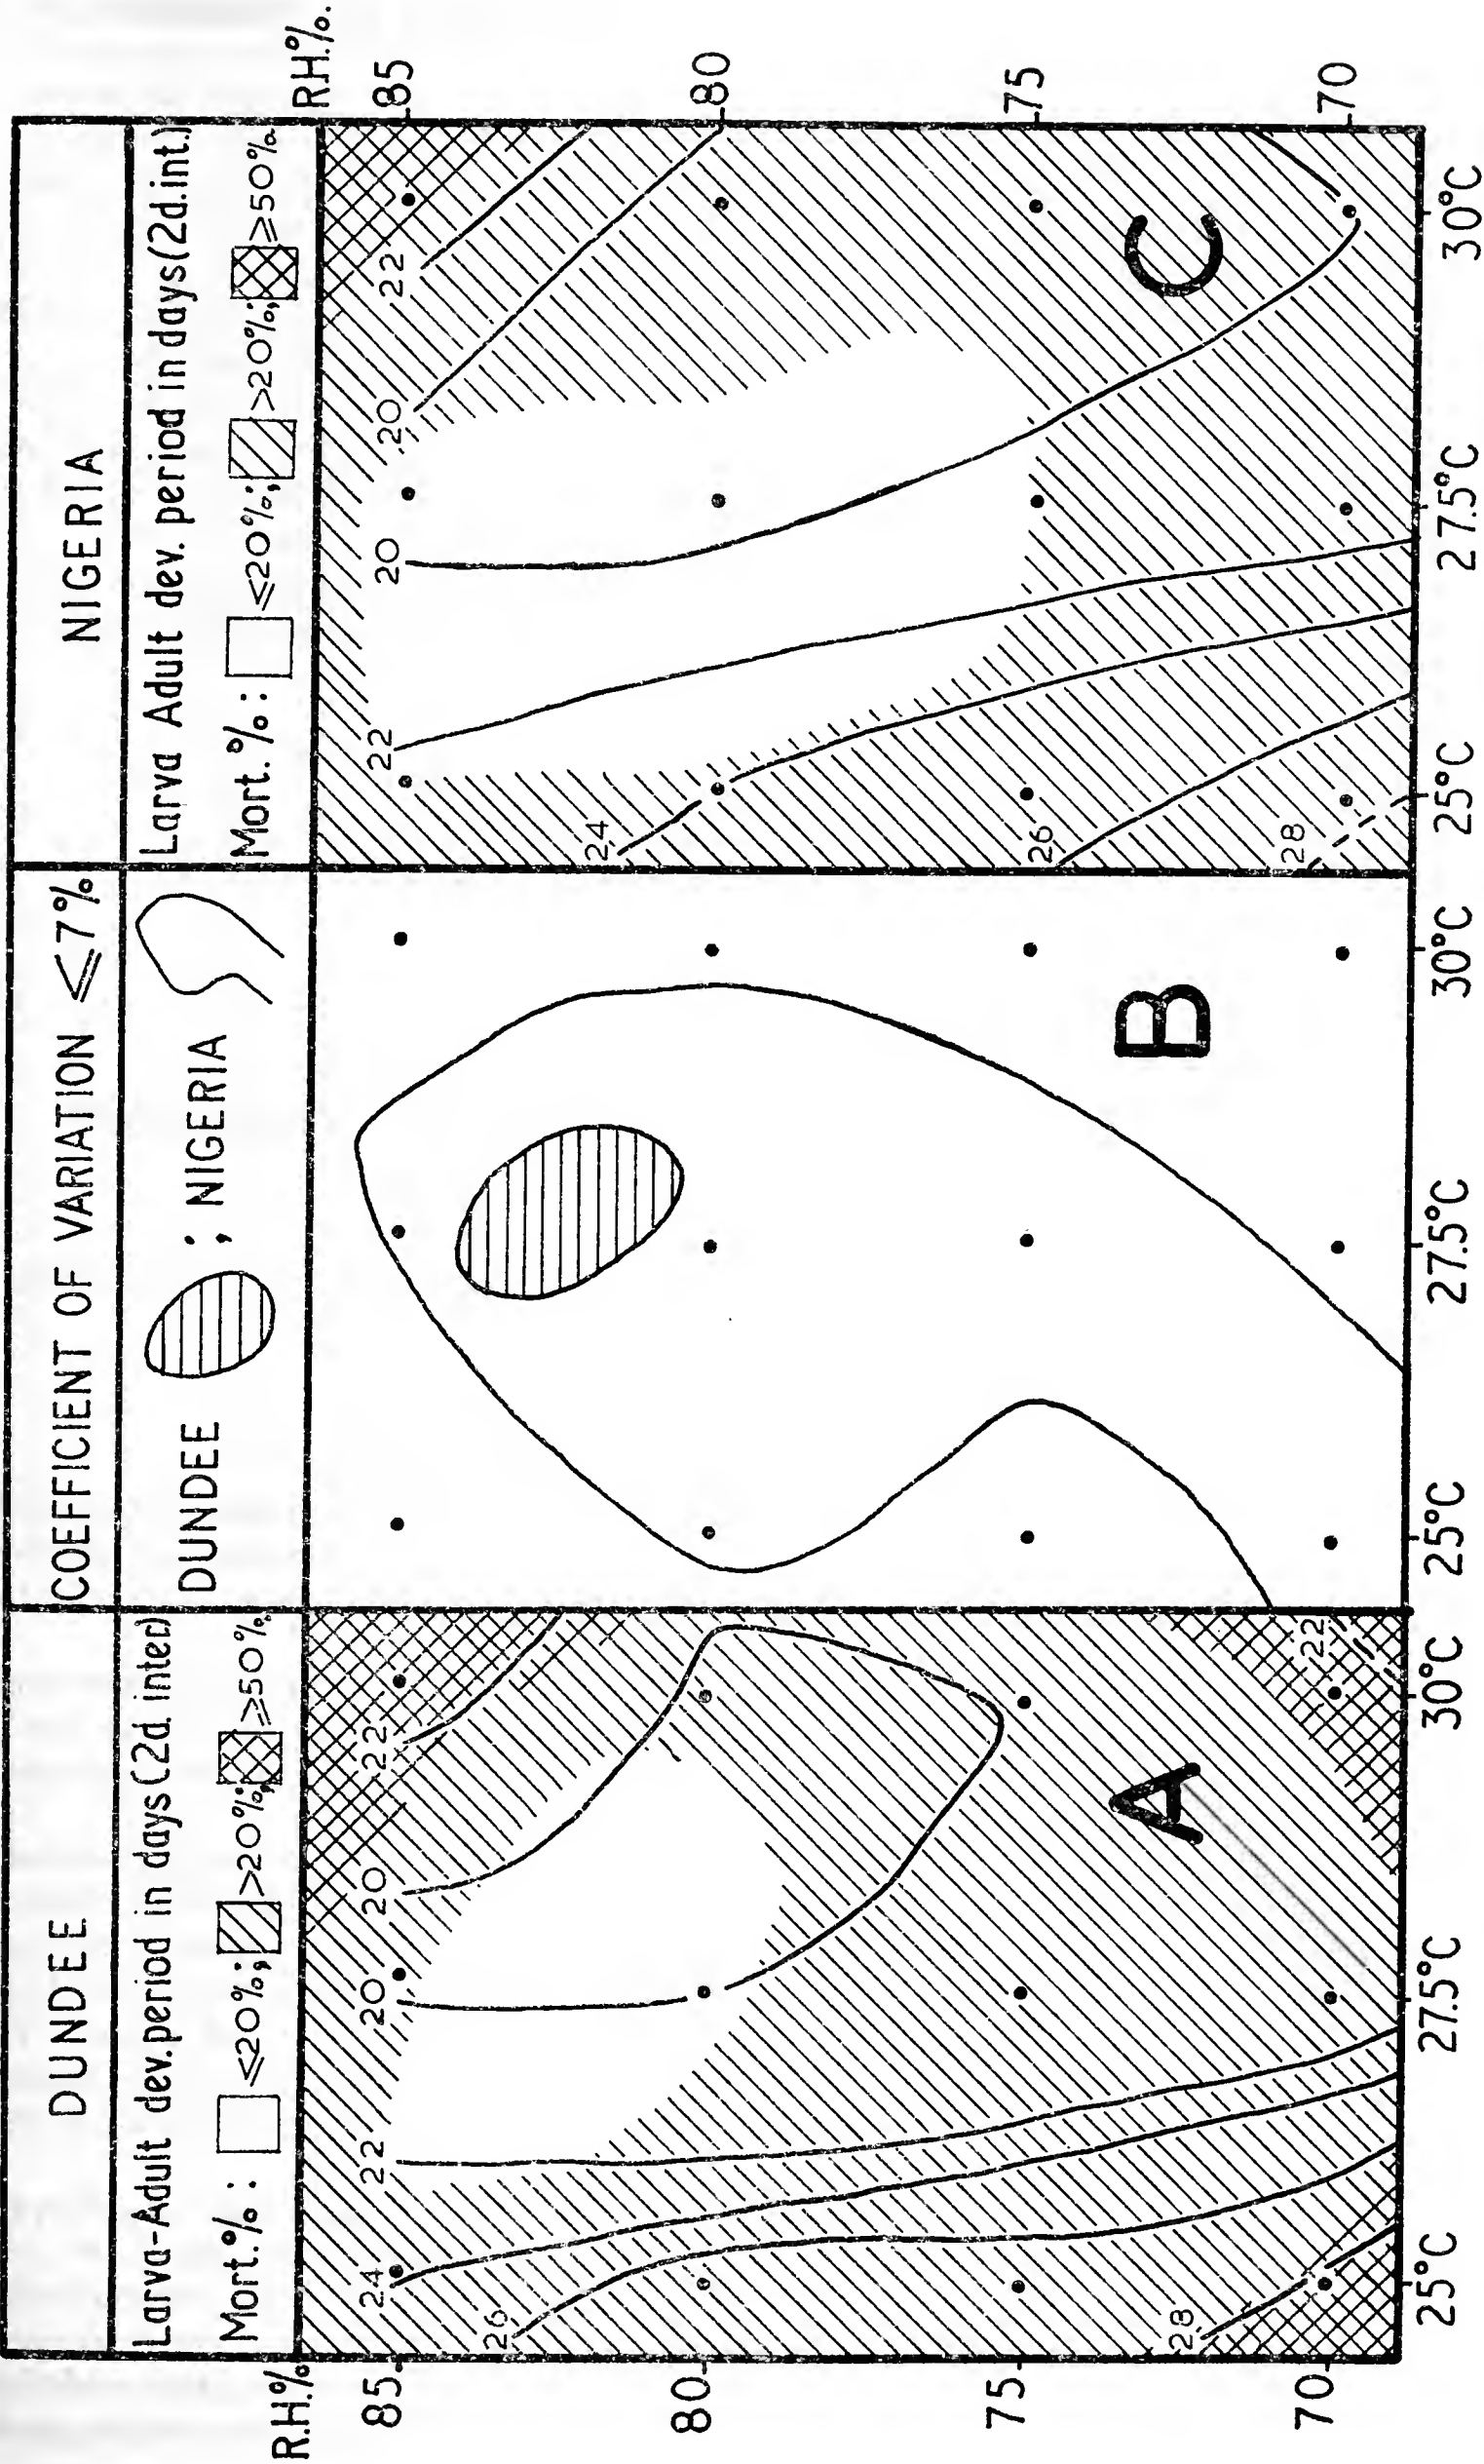 DUNDEE
Larva-Adult dev. period in days (2d. inted)
Mort.% : ≤20%; >20%; ≥50%
R.H.%
85
80
75
70
22
20
20
22
24
26
28
22
A
25°C 27.5°C 30°C
COEFFICIENT OF VARIATION ≤7%
DUNDEE ; NIGERIA
B
25°C 27.5°C 30°C
NIGERIA
Larva Adult dev. period in days (2d.int.)
Mort.% : ≤20%; >20%; ≥50%
R.H.%.
85
80
75
70
22
20
20
22
24
26
28
C
25°C 27.5°C 30°C